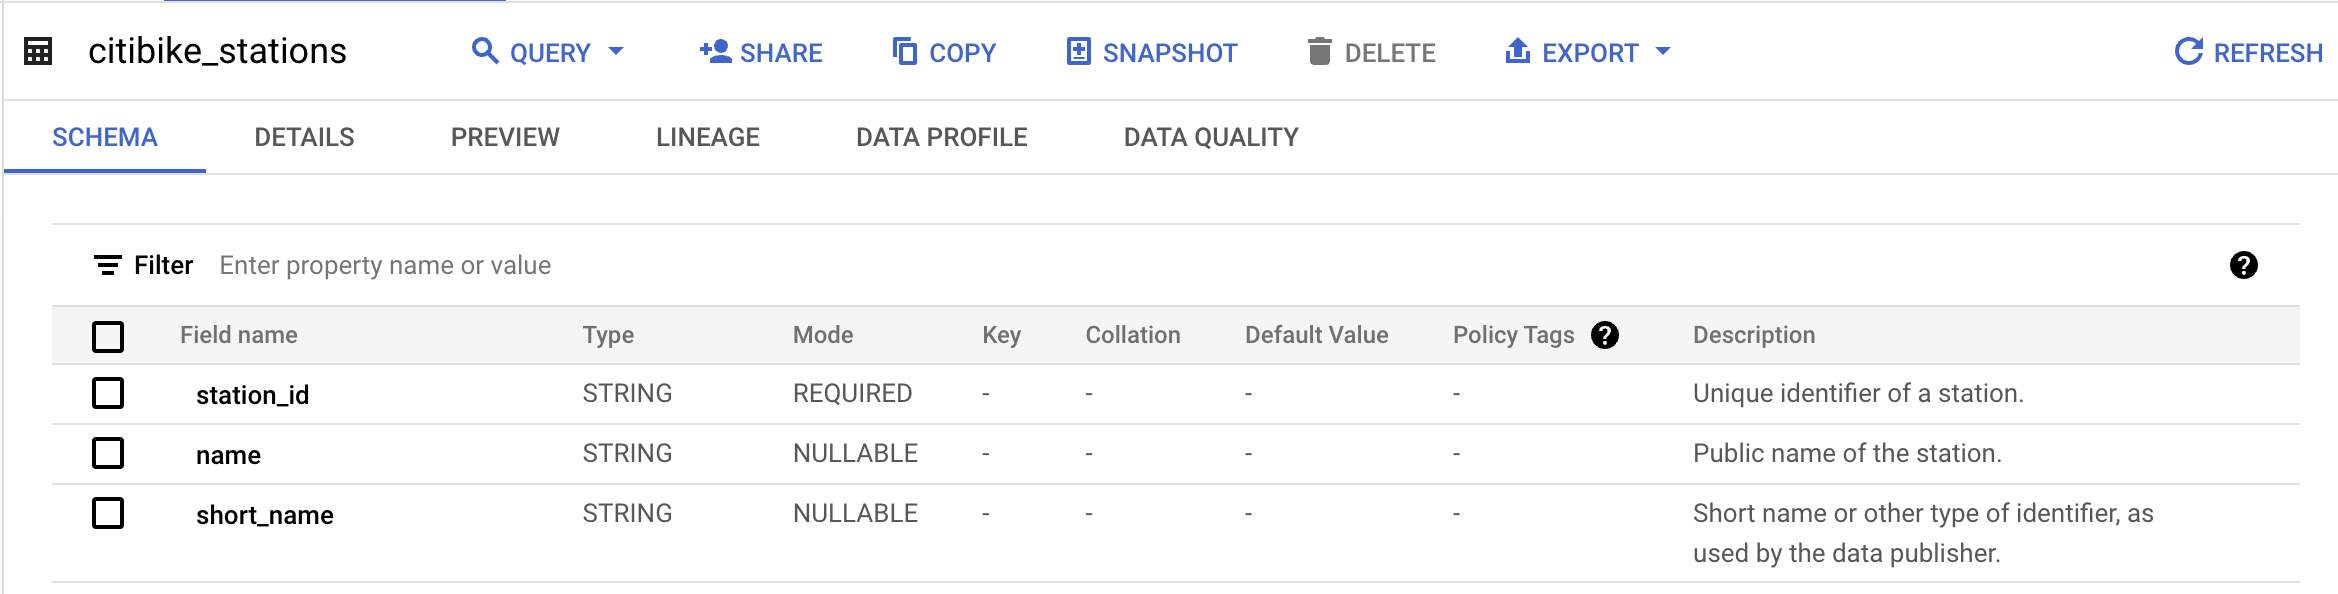 citibike_stations QUERY SHARE COPY SNAPSHOT DELETE EXPORT REFRESH
SCHEMA DETAILS PREVIEW LINEAGE DATA PROFILE DATA QUALITY
Filter Enter property name or value ?
Field name Type Mode Key Collation Default Value Policy Tags ? Description
station_id STRING REQUIRED - - - - Unique identifier of a station.
name STRING NULLABLE - - - - Public name of the station.
short_name STRING NULLABLE - - - - Short name or other type of identifier, as
used by the data publisher.